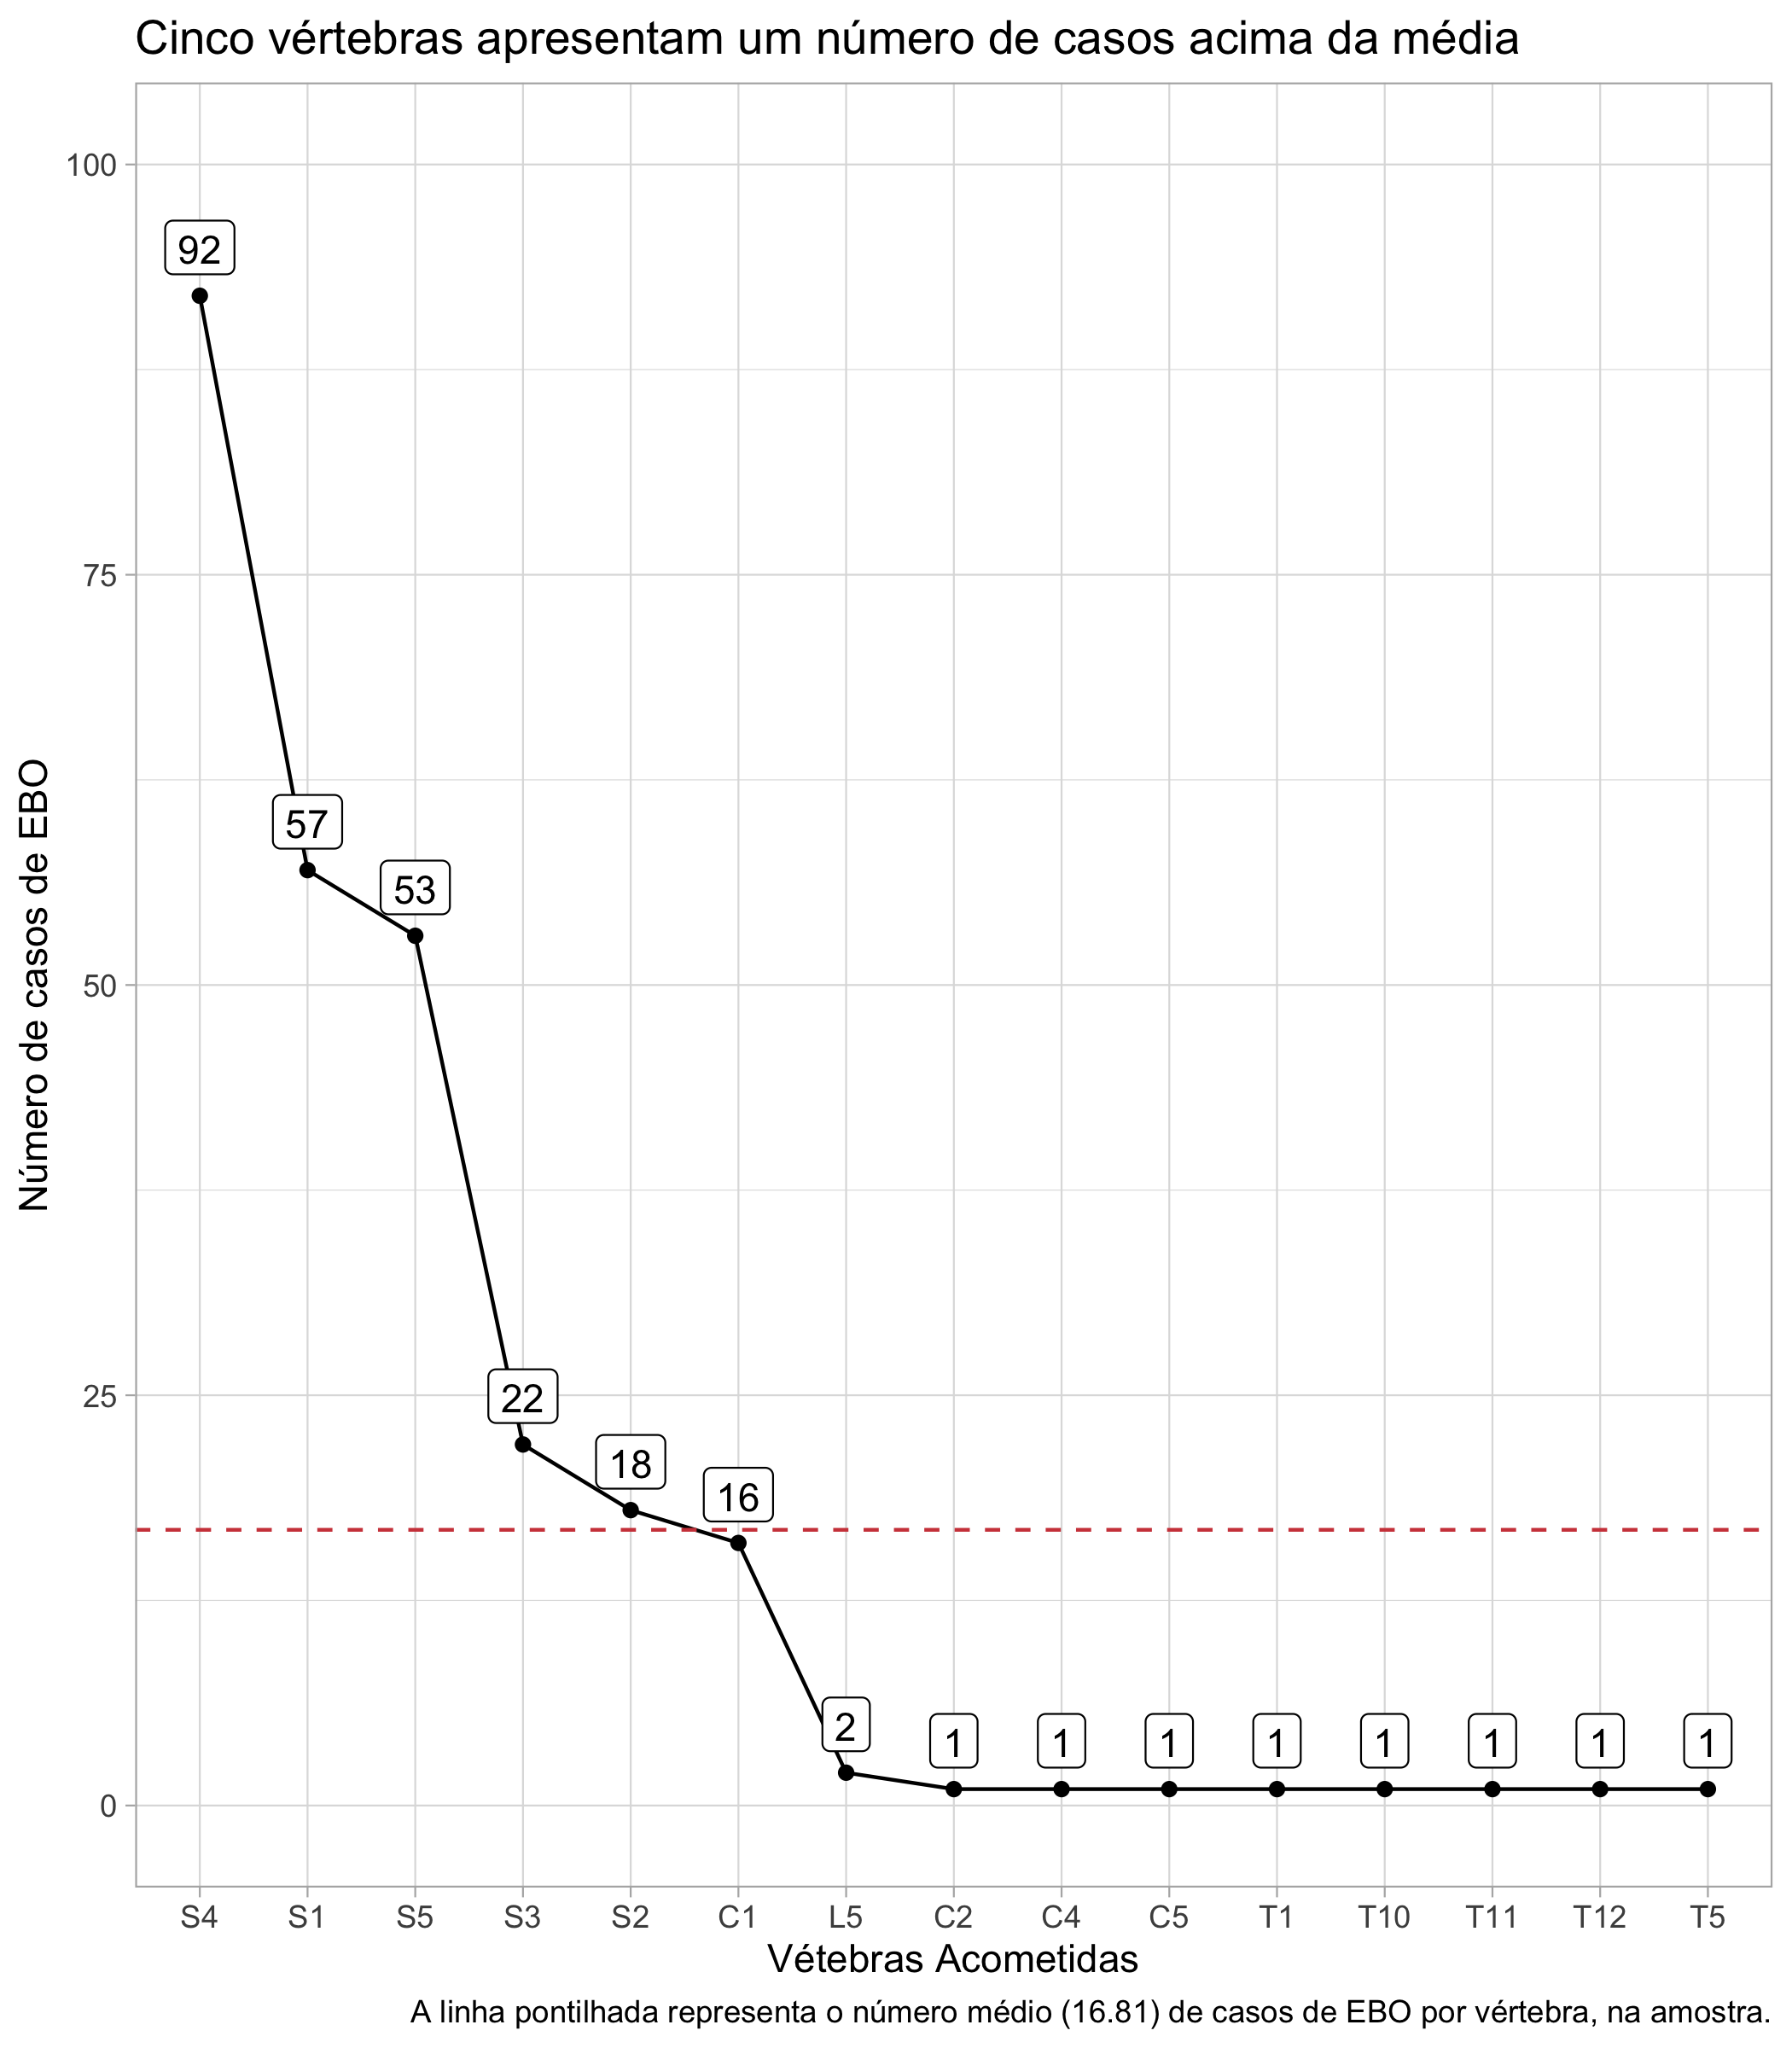 Cinco vértebras apresentam um número de casos acima da média
Número de casos de EBO
100
75
50
25
0
92
57
53
22
18
16
2
1
1
1
1
1
1
1
1
S4
S1
S5
S3
S2
C1
L5
C2
C4
C5
T1
T10
T11
T12
T5
Vétebras Acometidas
A linha pontilhada representa o número médio (16.81) de casos de EBO por vértebra, na amostra.